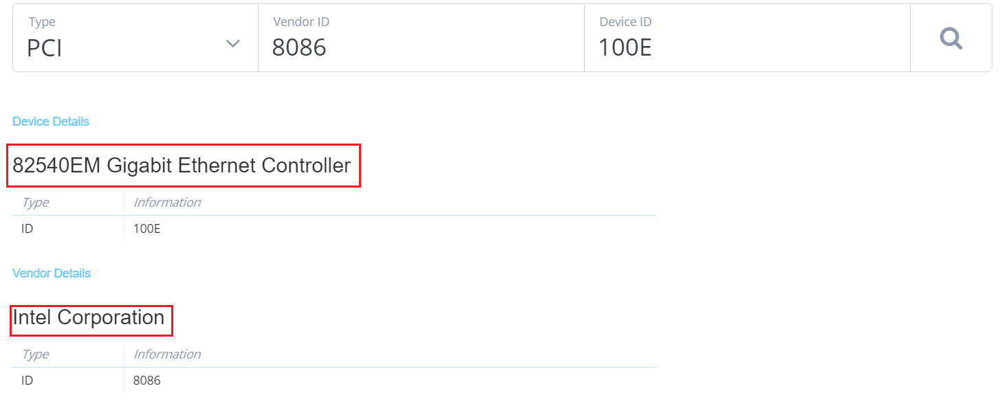 Type Vendor ID Device ID
PCI 8086 100E
Device Details
82540EM Gigabit Ethernet Controller
Type Information
ID 100E
Vendor Details
Intel Corporation
Type Information
ID 8086